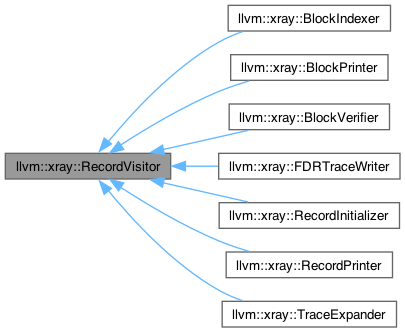 llvm::xray::BlockIndexer
llvm::xray::BlockPrinter
llvm::xray::BlockVerifier
llvm::xray::RecordVisitor
llvm::xray::FDRTraceWriter
llvm::xray::RecordInitializer
llvm::xray::RecordPrinter
llvm::xray::TraceExpander